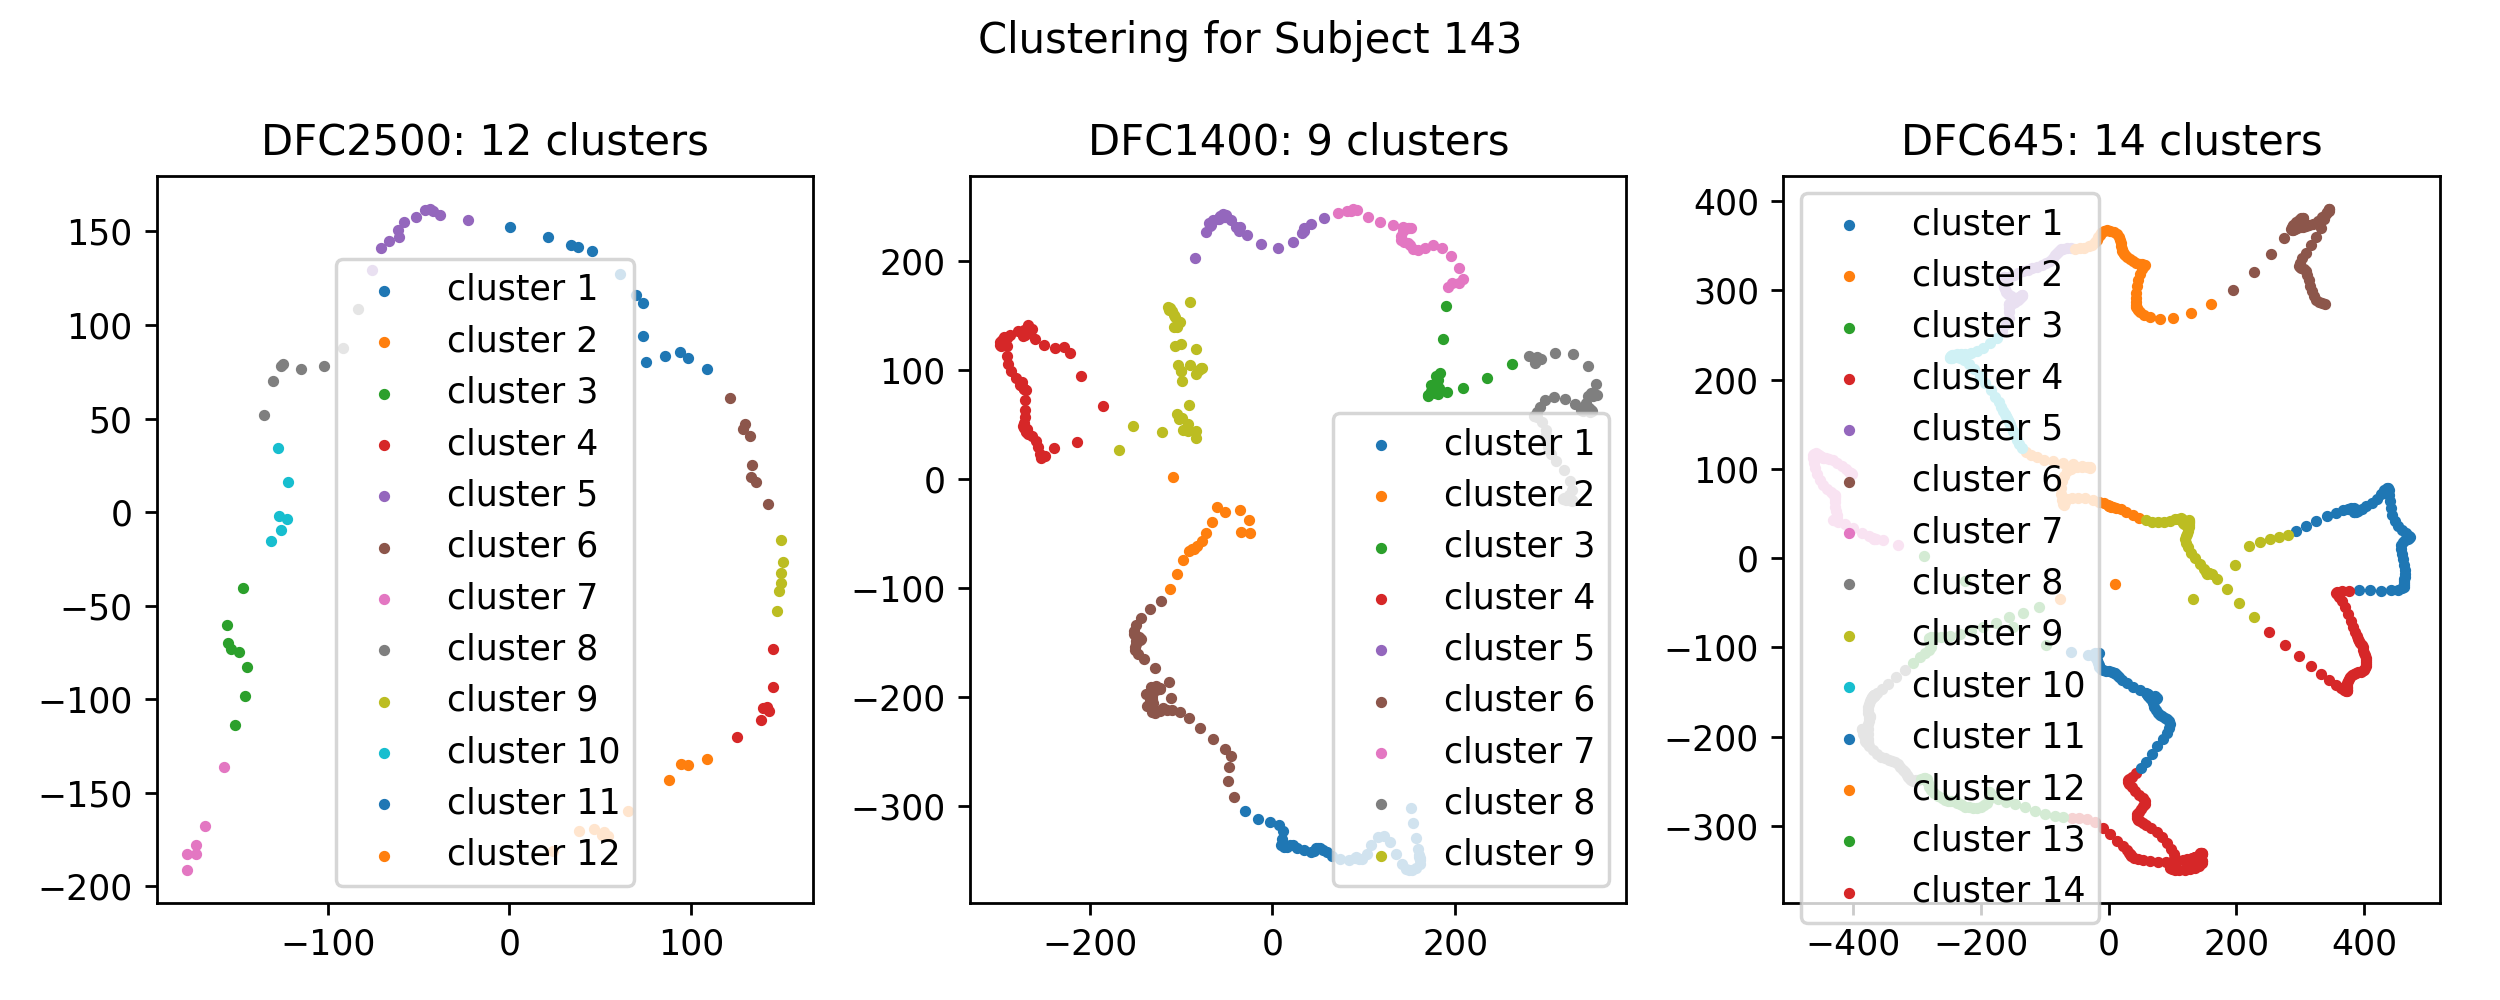 Clustering for Subject 143
DFC2500: 12 clusters
150
100
50
0
−50
−100
−150
−200
−100
0
100
cluster 1
cluster 2
cluster 3
cluster 4
cluster 5
cluster 6
cluster 7
cluster 8
cluster 9
cluster 10
cluster 11
cluster 12
DFC1400: 9 clusters
200
100
0
−100
−200
−300
−200
0
200
cluster 1
cluster 2
cluster 3
cluster 4
cluster 5
cluster 6
cluster 7
cluster 8
cluster 9
DFC645: 14 clusters
400
300
200
100
0
−100
−200
−300
−400
−200
0
200
400
cluster 1
cluster 2
cluster 3
cluster 4
cluster 5
cluster 6
cluster 7
cluster 8
cluster 9
cluster 10
cluster 11
cluster 12
cluster 13
cluster 14